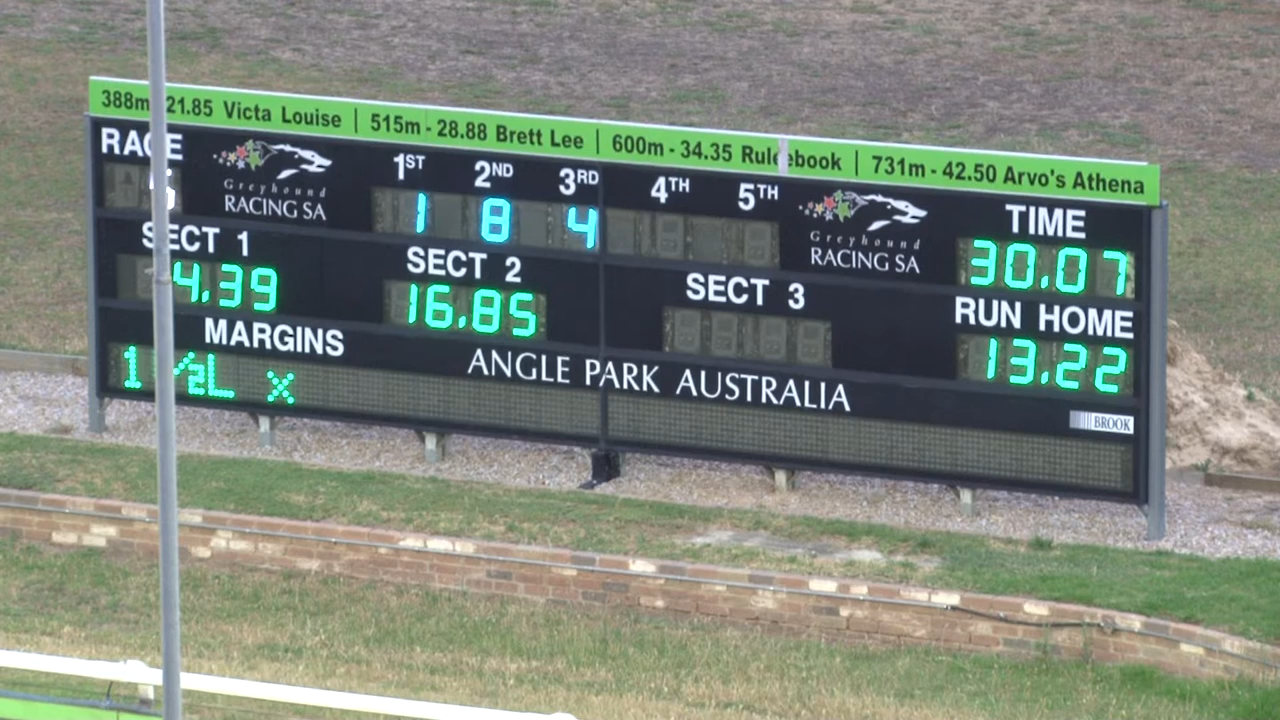 388m 21.85 Victa Louise | 515m - 28.88 Brett Lee | 600m - 34.35 Rulebook | 731m - 42.50 Arvo's Athena
RACE
Greyhound
RACING SA
1ST 2ND 3RD 4TH 5TH
1 8 4
Greyhound
RACING SA
TIME
30.07
SECT 1
4.39
SECT 2
16.85
SECT 3
RUN HOME
13.22
MARGINS
1 ½L
ANGLE PARK AUSTRALIA
BROOK